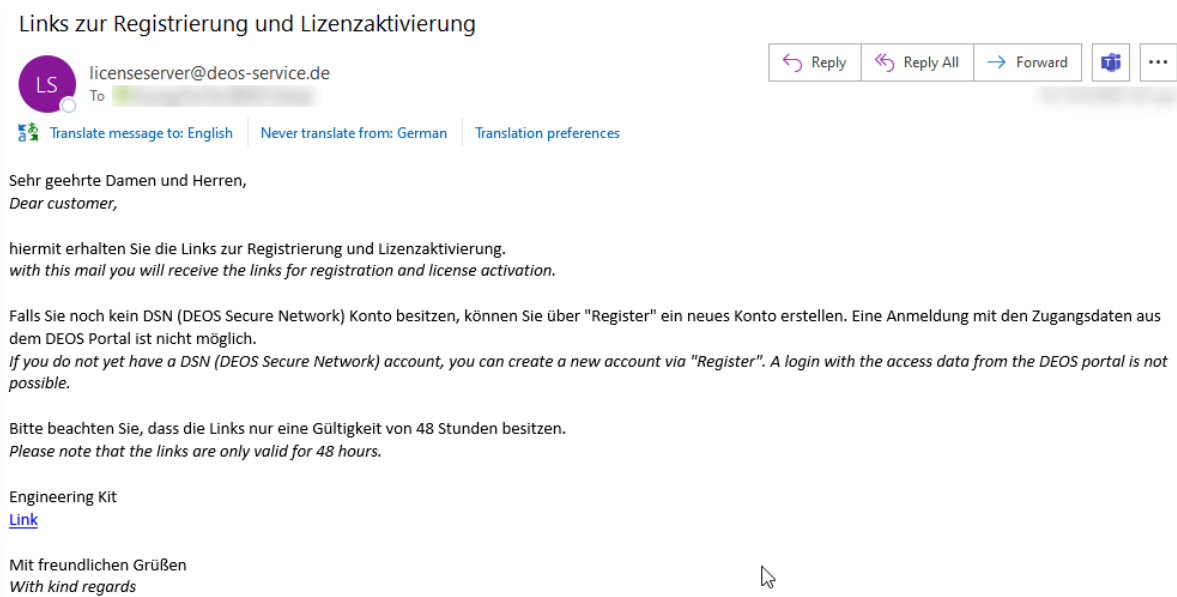 Links zur Registrierung und Lizenzaktivierung
LS
licenseserver@deos-service.de
To
Reply
Reply All
Forward
Translate message to: English
Never translate from: German
Translation preferences
Sehr geehrte Damen und Herren,
Dear customer,
hiermit erhalten Sie die Links zur Registrierung und Lizenzaktivierung.
with this mail you will receive the links for registration and license activation.
Falls Sie noch kein DSN (DEOS Secure Network) Konto besitzen, können Sie über "Register" ein neues Konto erstellen. Eine Anmeldung mit den Zugangsdaten aus
dem DEOS Portal ist nicht möglich.
If you do not yet have a DSN (DEOS Secure Network) account, you can create a new account via "Register". A login with the access data from the DEOS portal is not
possible.
Bitte beachten Sie, dass die Links nur eine Gültigkeit von 48 Stunden besitzen.
Please note that the links are only valid for 48 hours.
Engineering Kit
Link
Mit freundlichen Grüßen
With kind regards